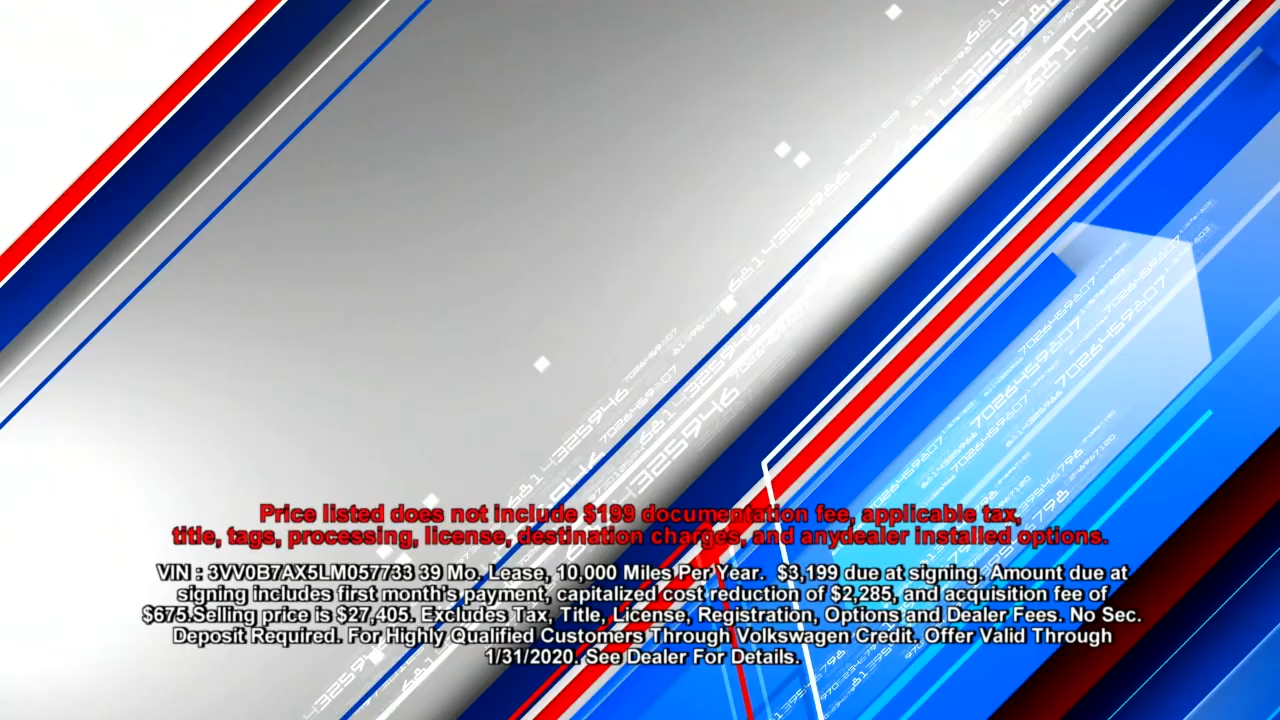 Price listed does not include $199 documentation fee, applicable tax,
title, tags, processing, license, destination charges, and anydealer installed options.
VIN : 3VV0B7AX5LM057733 39 Mo. Lease, 10,000 Miles Per Year. $3,199 due at signing. Amount due at
signing includes first month's payment, capitalized cost reduction of $2,285, and acquisition fee of
$675.Selling price is $27,405. Excludes Tax, Title, License, Registration, Options and Dealer Fees. No Sec.
Deposit Required. For Highly Qualified Customers Through Volkswagen Credit. Offer Valid Through
1/31/2020. See Dealer For Details.